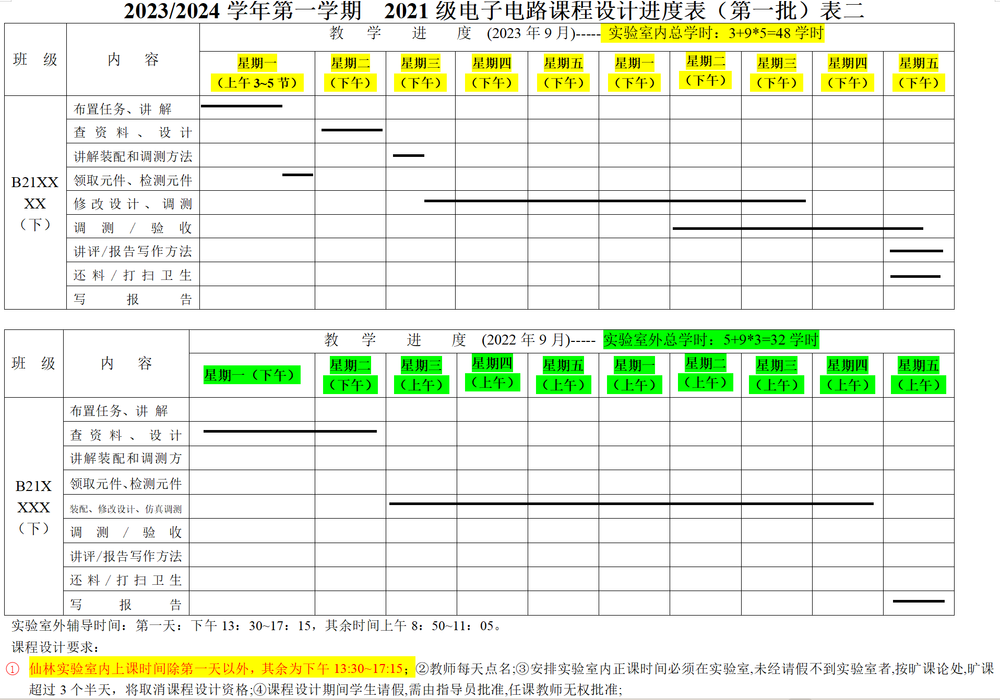 2023/2024 学年第一学期 2021 级电子电路课程设计进度表（第一批）表二
班 级 内 容 教 学 进 度 (2023 年 9 月)----- 实验室内总学时：3+9*5=48 学时
星期一 星期二 星期三 星期四 星期五 星期一 星期二 星期三 星期四 星期五
（上午 3~5 节） （下午） （下午） （下午） （下午） （下午） （下午） （下午） （下午） （下午）
布置任务、讲 解
查 资 料 、 设 计
讲解装配和调测方法
B21XX
XX
（下）
领取元件、检测元件
修 改 设 计 、 调 测
调 测 / 验 收
讲评/报告写作方法
还 料 / 打 扫 卫 生
写 报 告
班 级 内 容 教 学 进 度 (2022 年 9 月)----- 实验室外总学时：5+9*3=32 学时
星期一（下午） 星期二 星期三 星期四 星期五 星期一 星期二 星期三 星期四 星期五
（下午） （上午） （上午） （上午） （上午） （上午） （上午） （上午） （上午）
布置任务、讲 解
查 资 料 、 设 计
讲解装配和调测方
B21X
XXX
（下）
领取元件、检测元件
装配、修改设计、仿真调测
调 测 / 验 收
讲评/报告写作方法
还 料 / 打 扫 卫 生
写 报 告
实验室外辅导时间：第一天：下午 13：30~17：15，其余时间上午 8：50~11：05。
课程设计要求：
① 仙林实验室内上课时间除第一天以外，其余为下午 13:30~17:15；②教师每天点名;③安排实验室内正课时间必须在实验室,未经请假不到实验室者,按旷课论处,旷课
超过 3 个半天，将取消课程设计资格;④课程设计期间学生请假,需由指导员批准,任课教师无权批准;